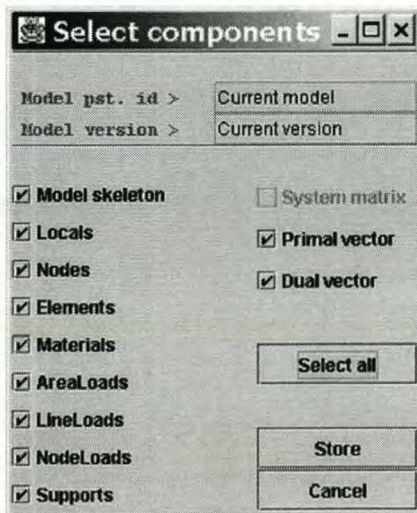 Select components
Model pst. id > Current model
Model version > Current version
Model skeleton
Locals
Nodes
Elements
Materials
AreaLoads
LineLoads
NodeLoads
Supports
System matrix
Primal vector
Dual vector
Select all
Store
Cancel